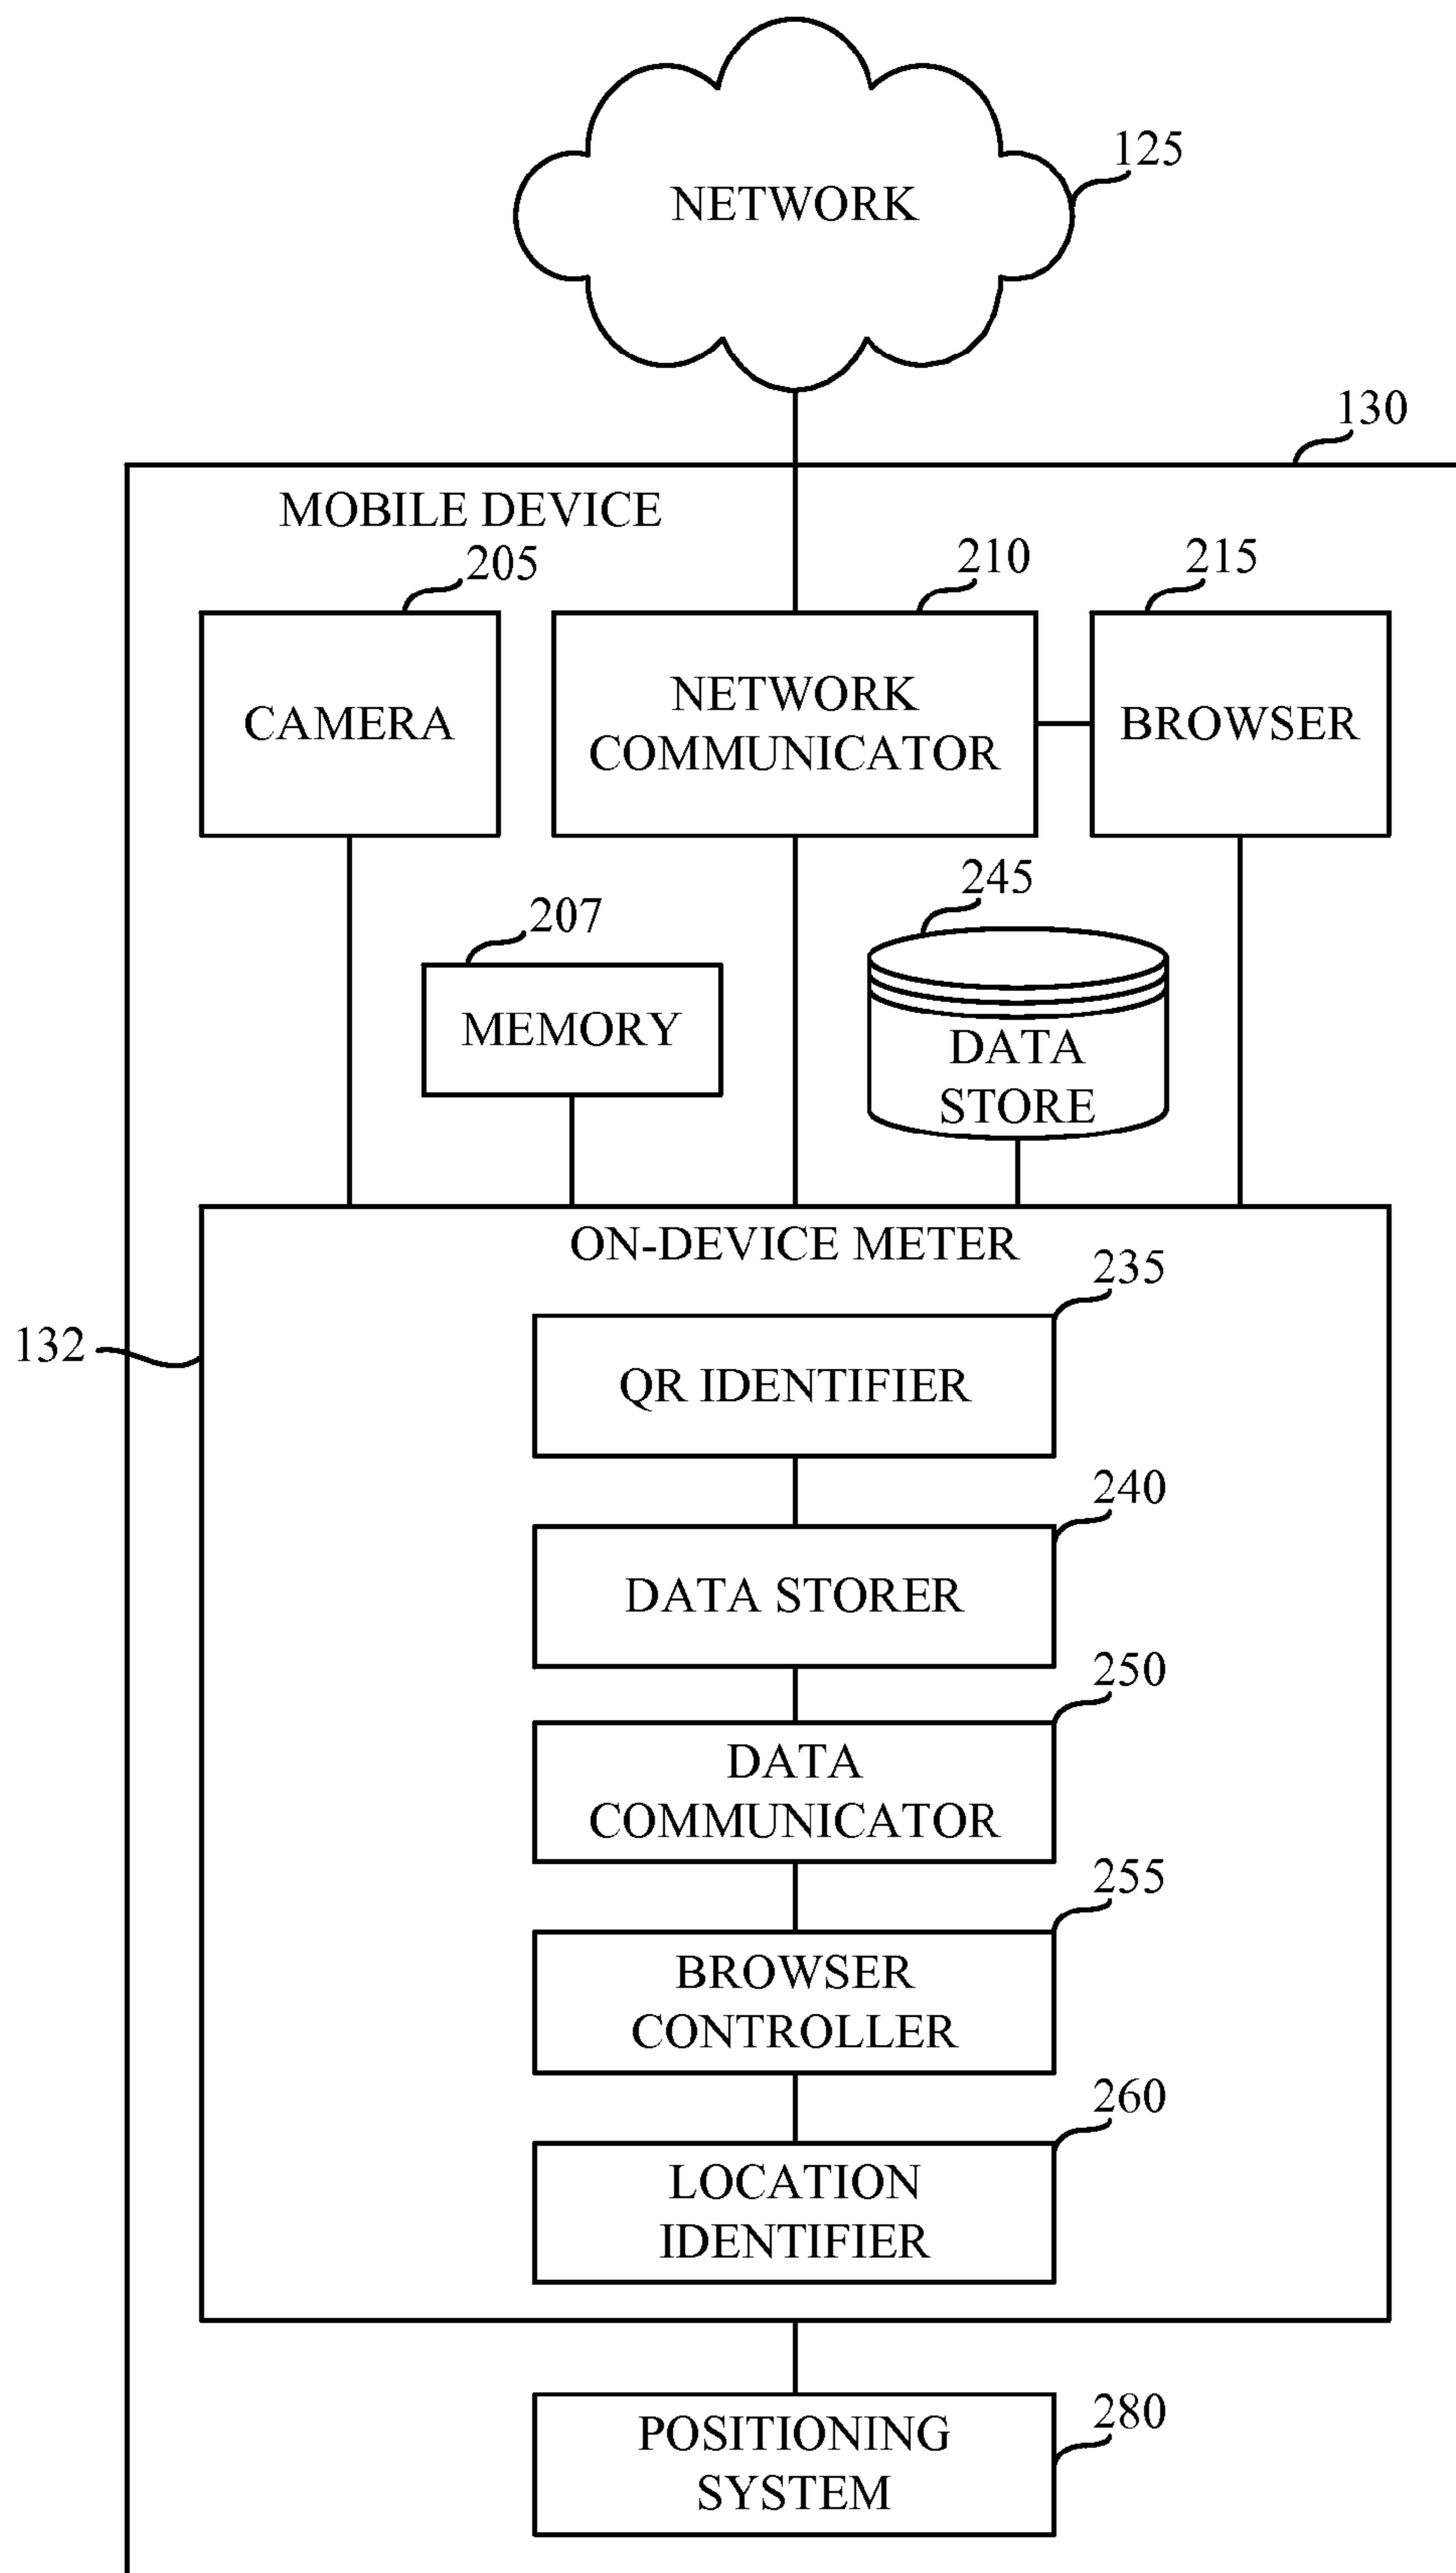 125
NETWORK
130
MOBILE DEVICE
205
210
215
CAMERA
NETWORK
COMMUNICATOR
BROWSER
207
245
MEMORY
DATA
STORE
ON-DEVICE METER
235
132
QR IDENTIFIER
240
DATA STORER
250
DATA
COMMUNICATOR
255
BROWSER
CONTROLLER
260
LOCATION
IDENTIFIER
280
POSITIONING
SYSTEM